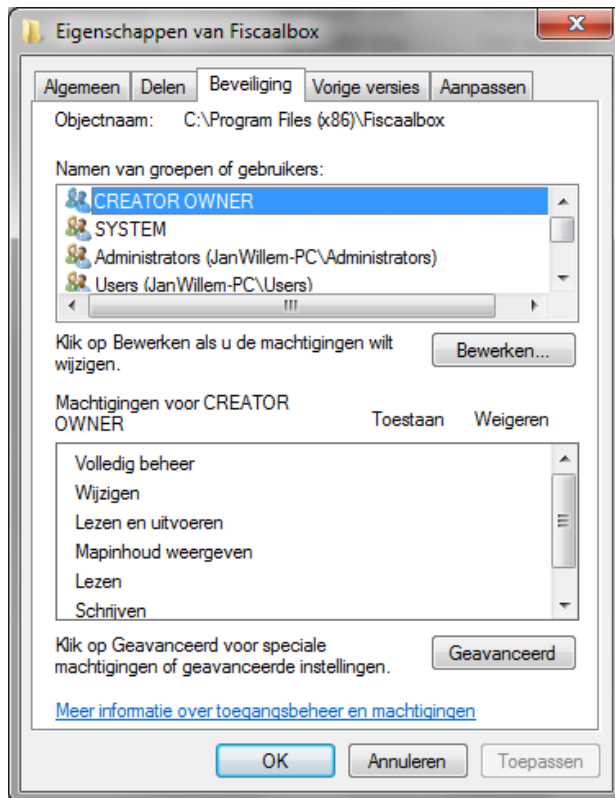 Eigenschappen van Fiscaalbox
Algemeen Delen Beveiliging Vorige versies Aanpassen
Objectnaam: C:\Program Files (x86)\Fiscaalbox
Namen van groepen of gebruikers:
CREATOR OWNER
SYSTEM
Administrators (JanWillem-PC\Administrators)
Users (JanWillem-PC\Users)
Klik op Bewerken als u de machtigingen wilt
wijzigen.
Bewerken...
Machtigingen voor CREATOR
OWNER
Toestaan Weigeren
Volledig beheer
Wijzigen
Lezen en uitvoeren
Mapinhoud weergeven
Lezen
Schrijven
Klik op Geavanceerd voor speciale
machtigingen of geavanceerde instellingen.
Geavanceerd
Meer informatie over toegangsbeheer en machtigingen
OK Annuleren Toepassen